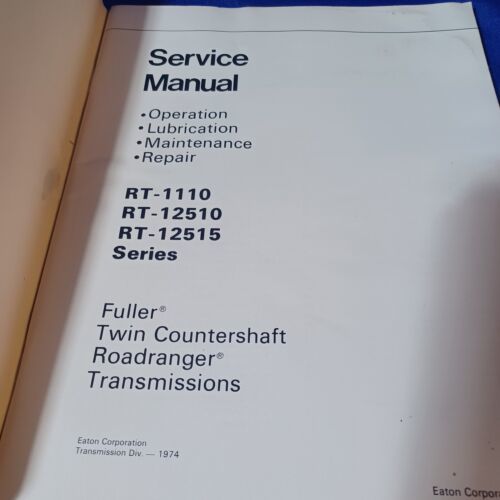 Service
Manual
• Operation
• Lubrication
• Maintenance
• Repair
RT-1110
RT-12510
RT-12515
Series
Fuller®
Twin Countershaft
Roadranger®
Transmissions
Eaton Corporation
Transmission Div. — 1974
Eaton Corpora